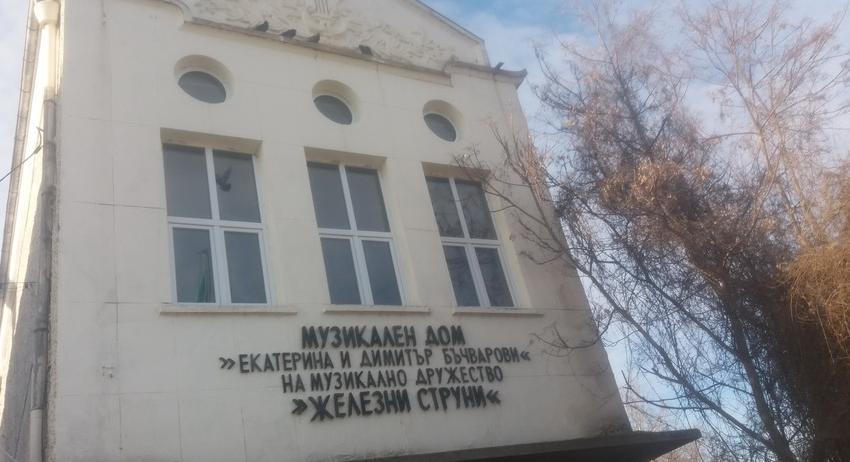 МУЗИКАЛЕН ДОМ
»ЕКАТЕРИНА И ДИМИТЪР БЪЧВАРОВИ«
НА МУЗИКАЛНО ДРУЖЕСТВО
»ЖЕЛЕЗНИ СТРУНИ«